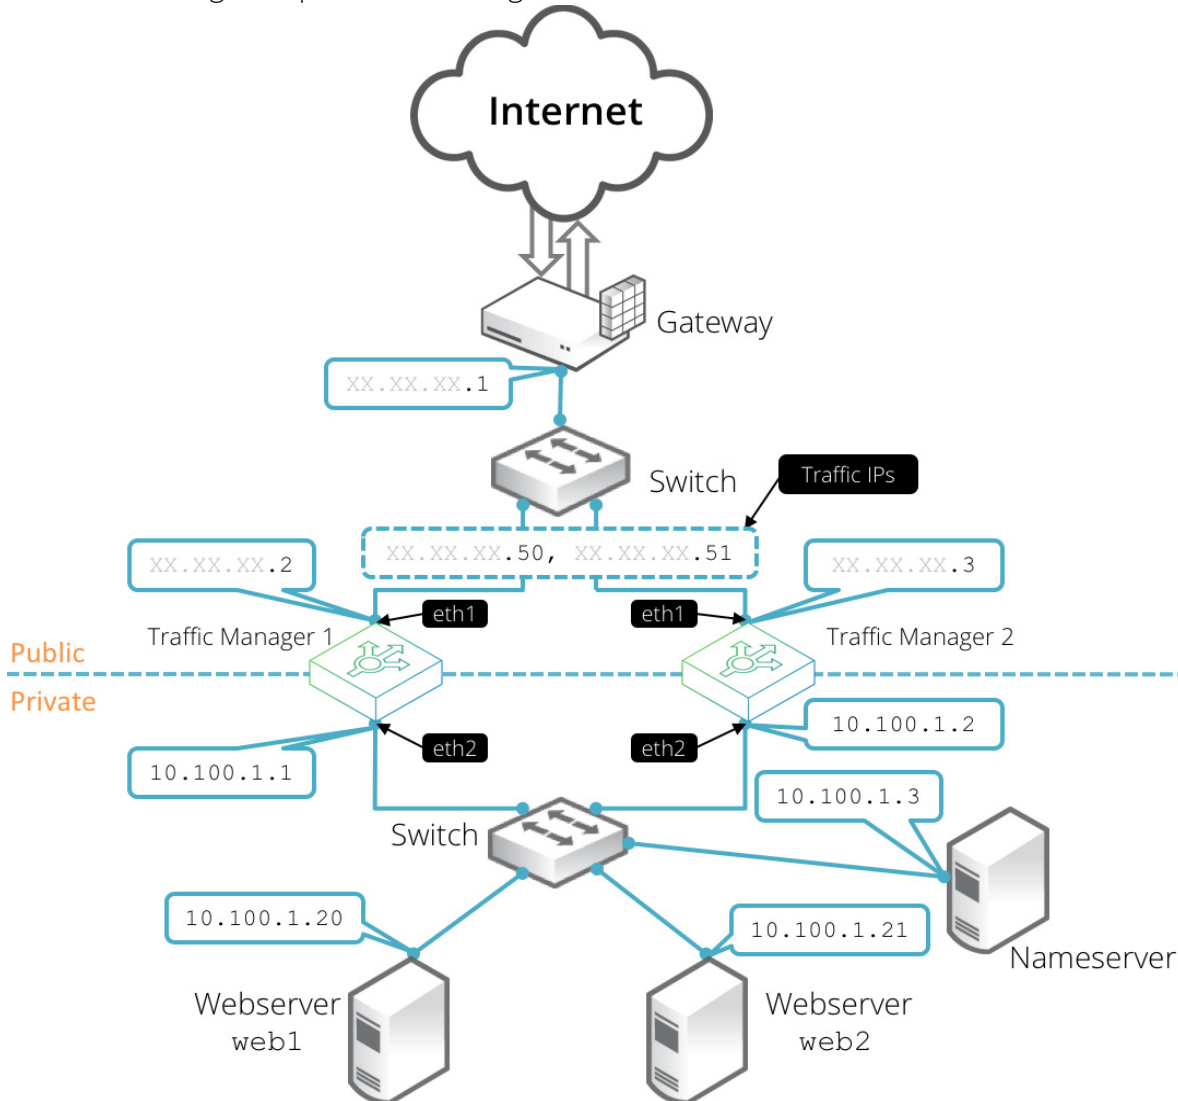 Internet
Gateway
XX.XX.XX.1
Switch
Traffic IPs
XX.XX.XX.50, XX.XX.XX.51
XX.XX.XX.2
XX.XX.XX.3
eth1
eth1
Traffic Manager 1
Traffic Manager 2
Public
Private
10.100.1.2
eth2
eth2
10.100.1.1
10.100.1.3
Switch
10.100.1.20
10.100.1.21
Nameserver
Webserver
web1
Webserver
web2